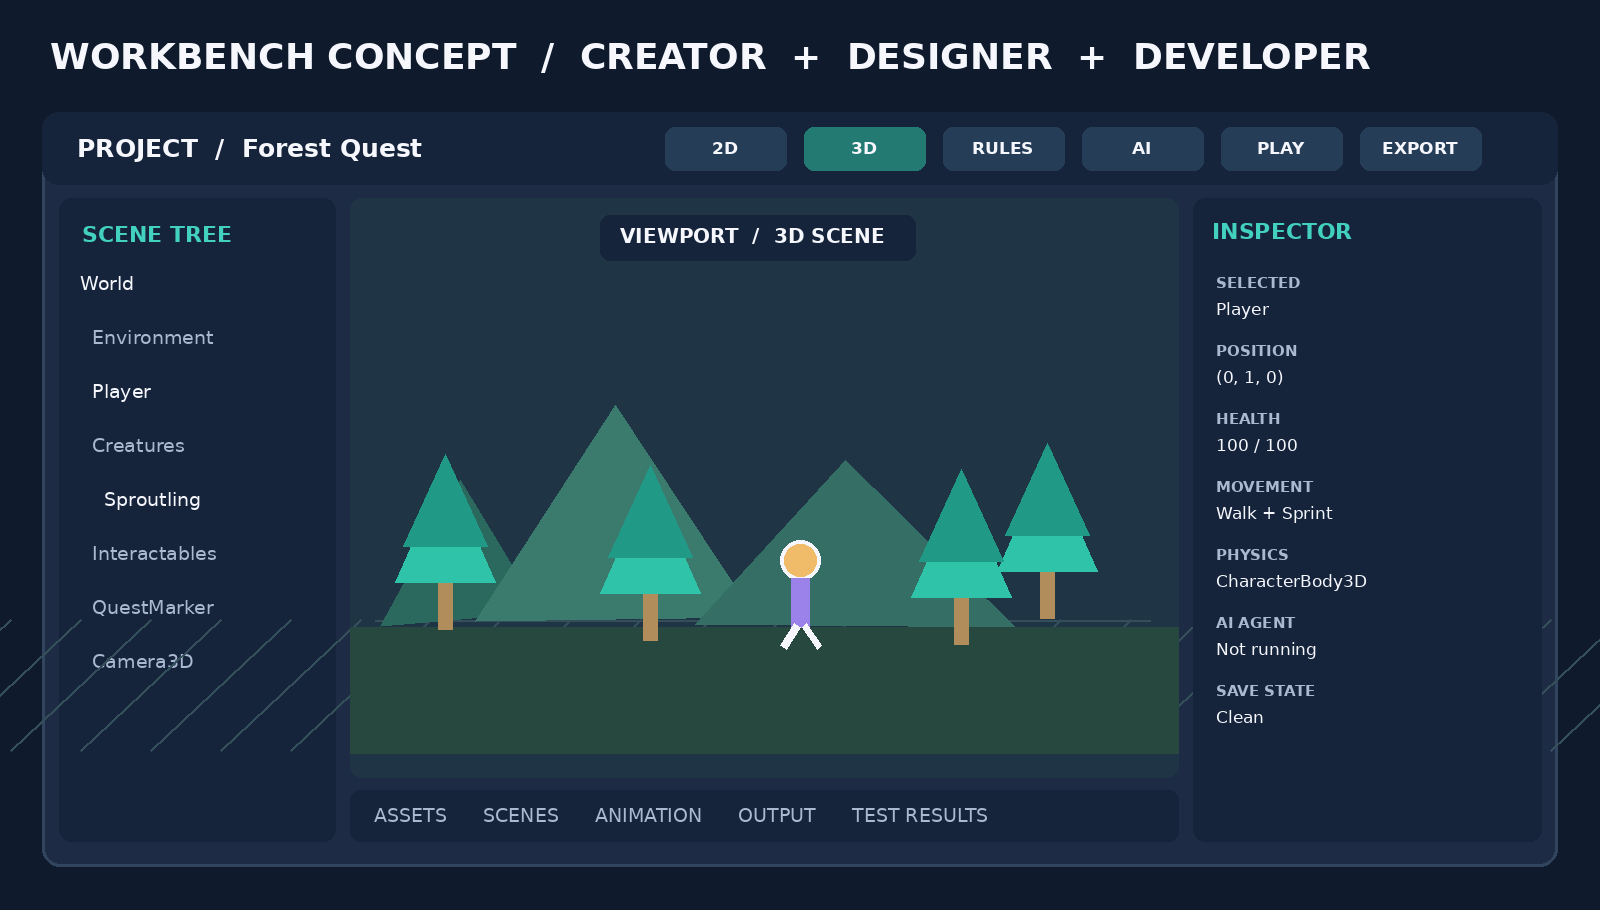 WORKBENCH CONCEPT / CREATOR + DESIGNER + DEVELOPER
PROJECT / Forest Quest
2D
3D
RULES
AI
PLAY
EXPORT
SCENE TREE
World
Environment
Player
Creatures
Sproutling
Interactables
QuestMarker
Camera3D
VIEWPORT / 3D SCENE
INSPECTOR
SELECTED
Player
POSITION
(0, 1, 0)
HEALTH
100 / 100
MOVEMENT
Walk + Sprint
PHYSICS
CharacterBody3D
AI AGENT
Not running
SAVE STATE
Clean
ASSETS
SCENES
ANIMATION
OUTPUT
TEST RESULTS